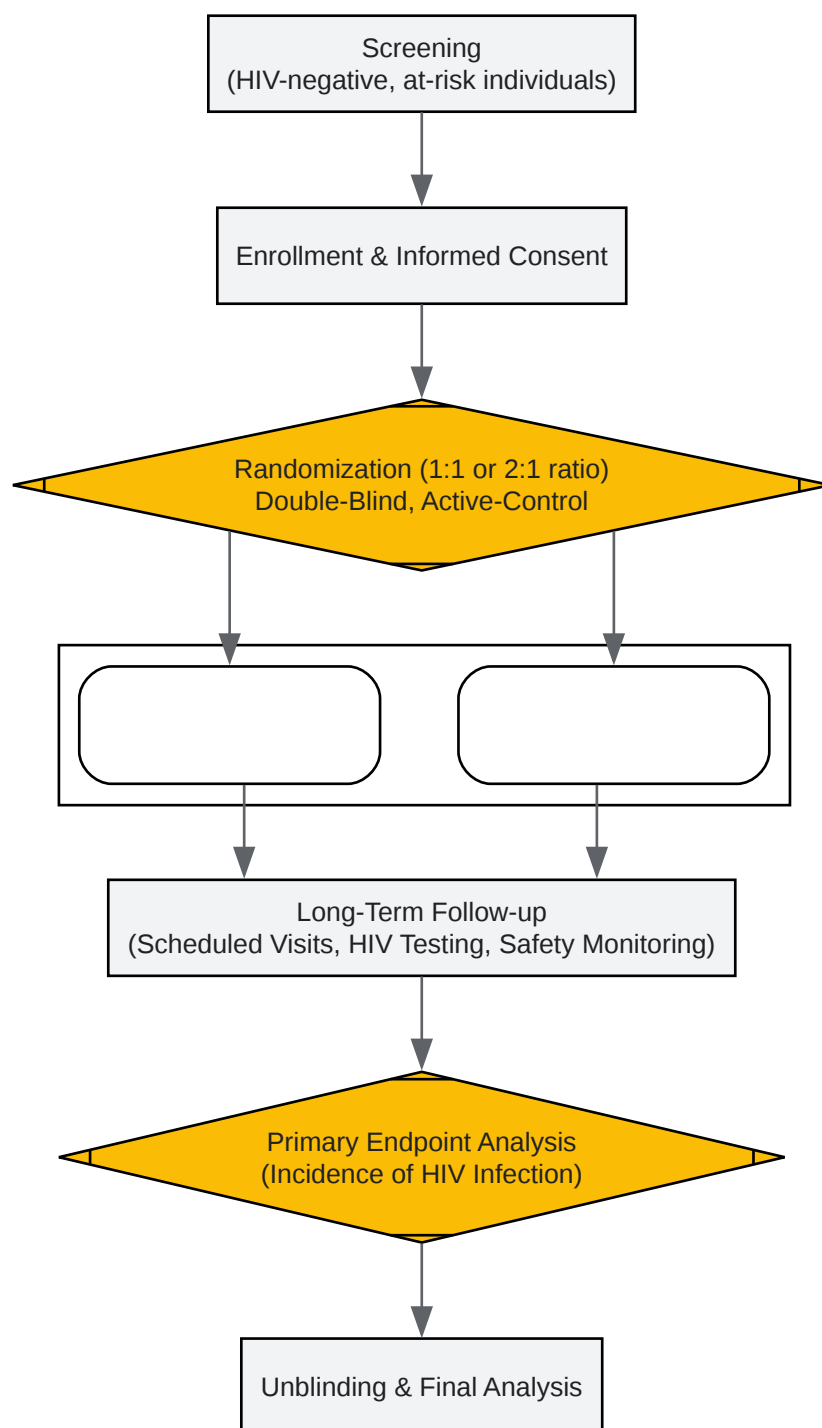 Screening
(HIV-negative, at-risk individuals)
Enrollment & Informed Consent
Randomization (1:1 or 2:1 ratio)
Double-Blind, Active-Control
Long-Term Follow-up
(Scheduled Visits, HIV Testing, Safety Monitoring)
Primary Endpoint Analysis
(Incidence of HIV Infection)
Unblinding & Final Analysis